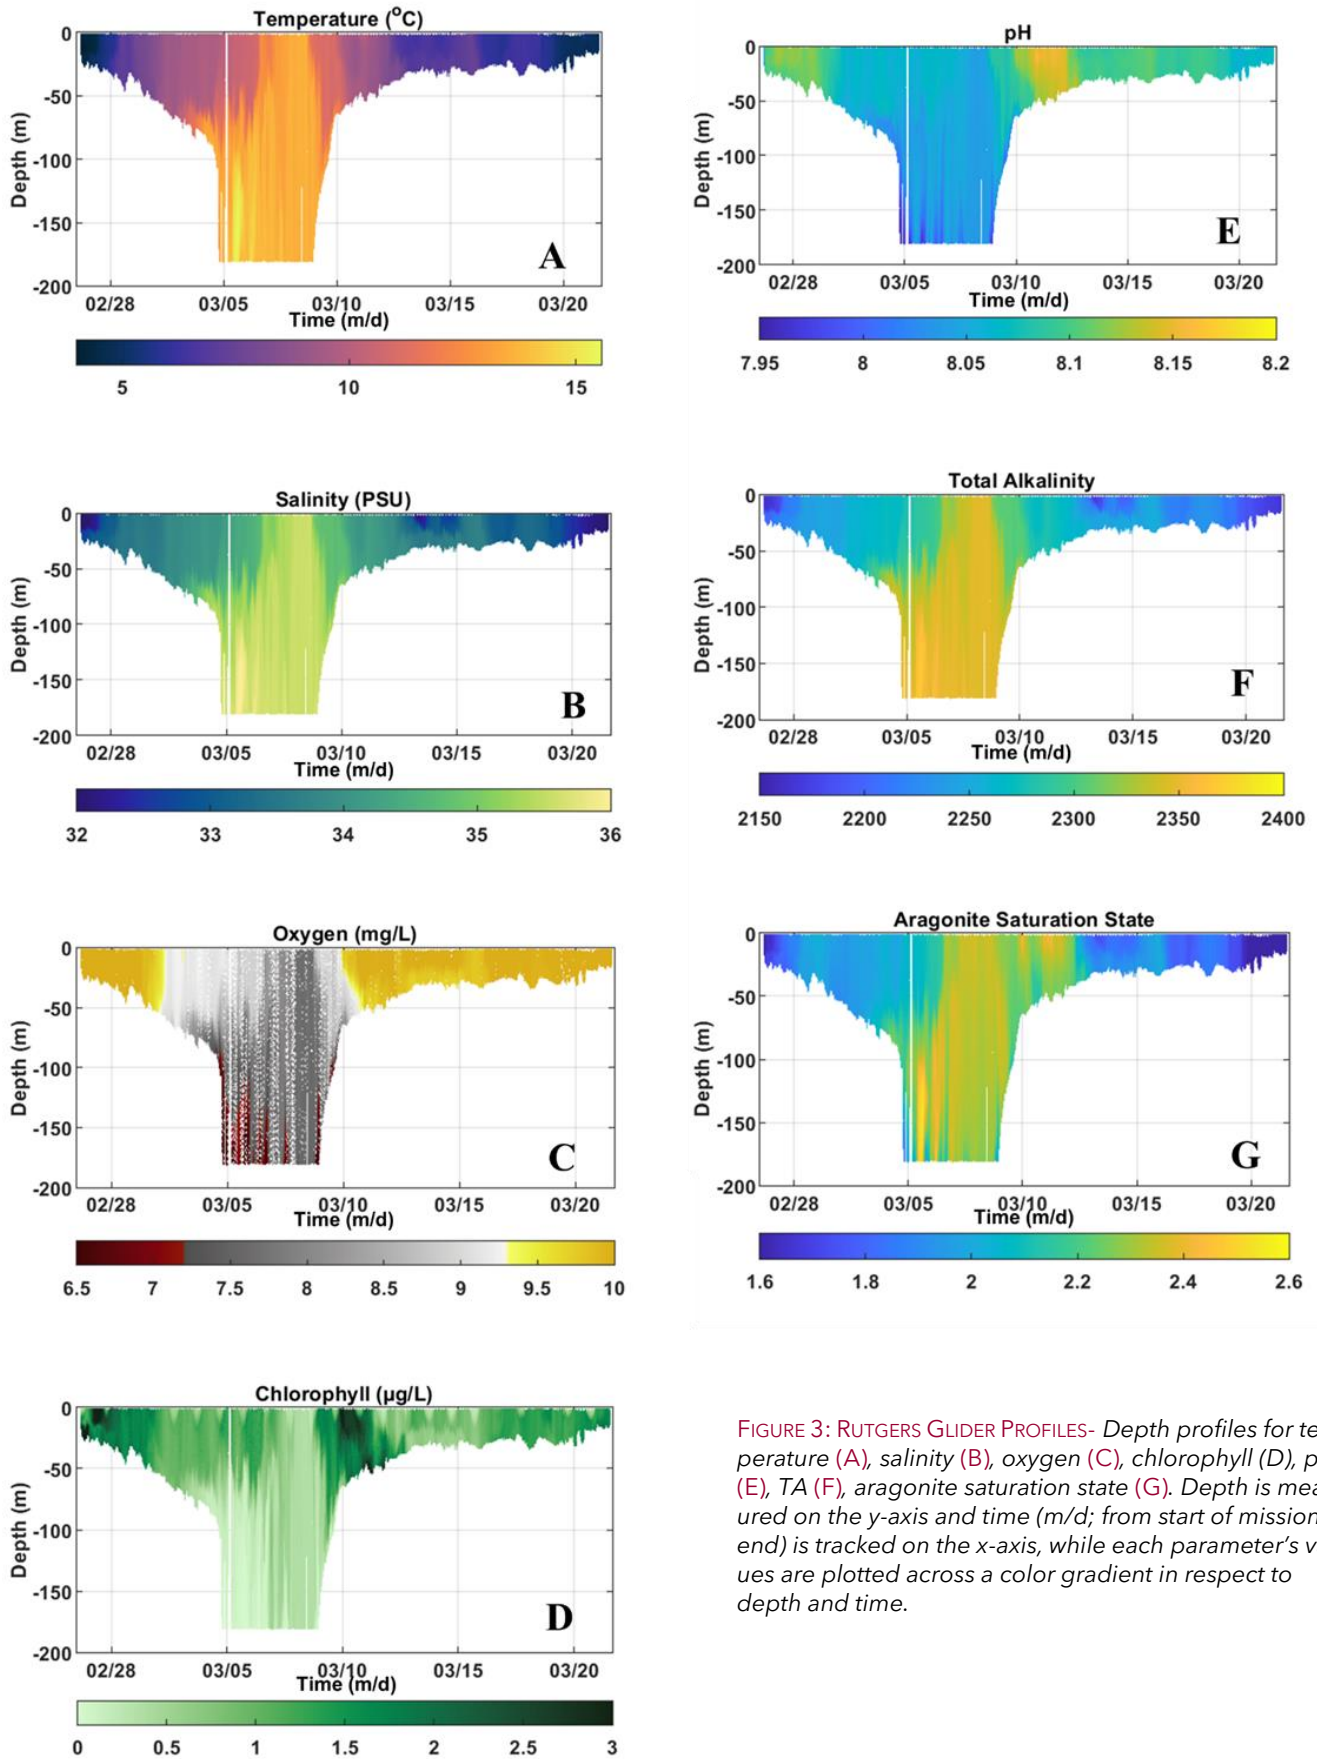 Temperature (°C)
0
-50
-100
-150
-200
Depth (m)
A
02/28 03/05 03/10 03/15 03/20
Time (m/d)
5 10 15
Salinity (PSU)
0
-50
-100
-150
-200
Depth (m)
B
02/28 03/05 03/10 03/15 03/20
Time (m/d)
32 33 34 35 36
Oxygen (mg/L)
0
-50
-100
-150
-200
Depth (m)
C
02/28 03/05 03/10 03/15 03/20
Time (m/d)
6.5 7 7.5 8 8.5 9 9.5 10
Chlorophyll (µg/L)
0
-50
-100
-150
-200
Depth (m)
D
02/28 03/05 03/10 03/15 03/20
Time (m/d)
0 0.5 1 1.5 2 2.5 3
pH
0
-50
-100
-150
-200
Depth (m)
E
02/28 03/05 03/10 03/15 03/20
Time (m/d)
7.95 8 8.05 8.1 8.15 8.2
Total Alkalinity
0
-50
-100
-150
-200
Depth (m)
F
02/28 03/05 03/10 03/15 03/20
Time (m/d)
2150 2200 2250 2300 2350 2400
Aragonite Saturation State
0
-50
-100
-150
-200
Depth (m)
G
02/28 03/05 03/10 03/15 03/20
Time (m/d)
1.6 1.8 2 2.2 2.4 2.6
FIGURE 3: RUTGERS GLIDER PROFILES- Depth profiles for te
perature (A), salinity (B), oxygen (C), chlorophyll (D), p
(E), TA (F), aragonite saturation state (G). Depth is mea
ured on the y-axis and time (m/d; from start of mission
end) is tracked on the x-axis, while each parameter's v
ues are plotted across a color gradient in respect to
depth and time.